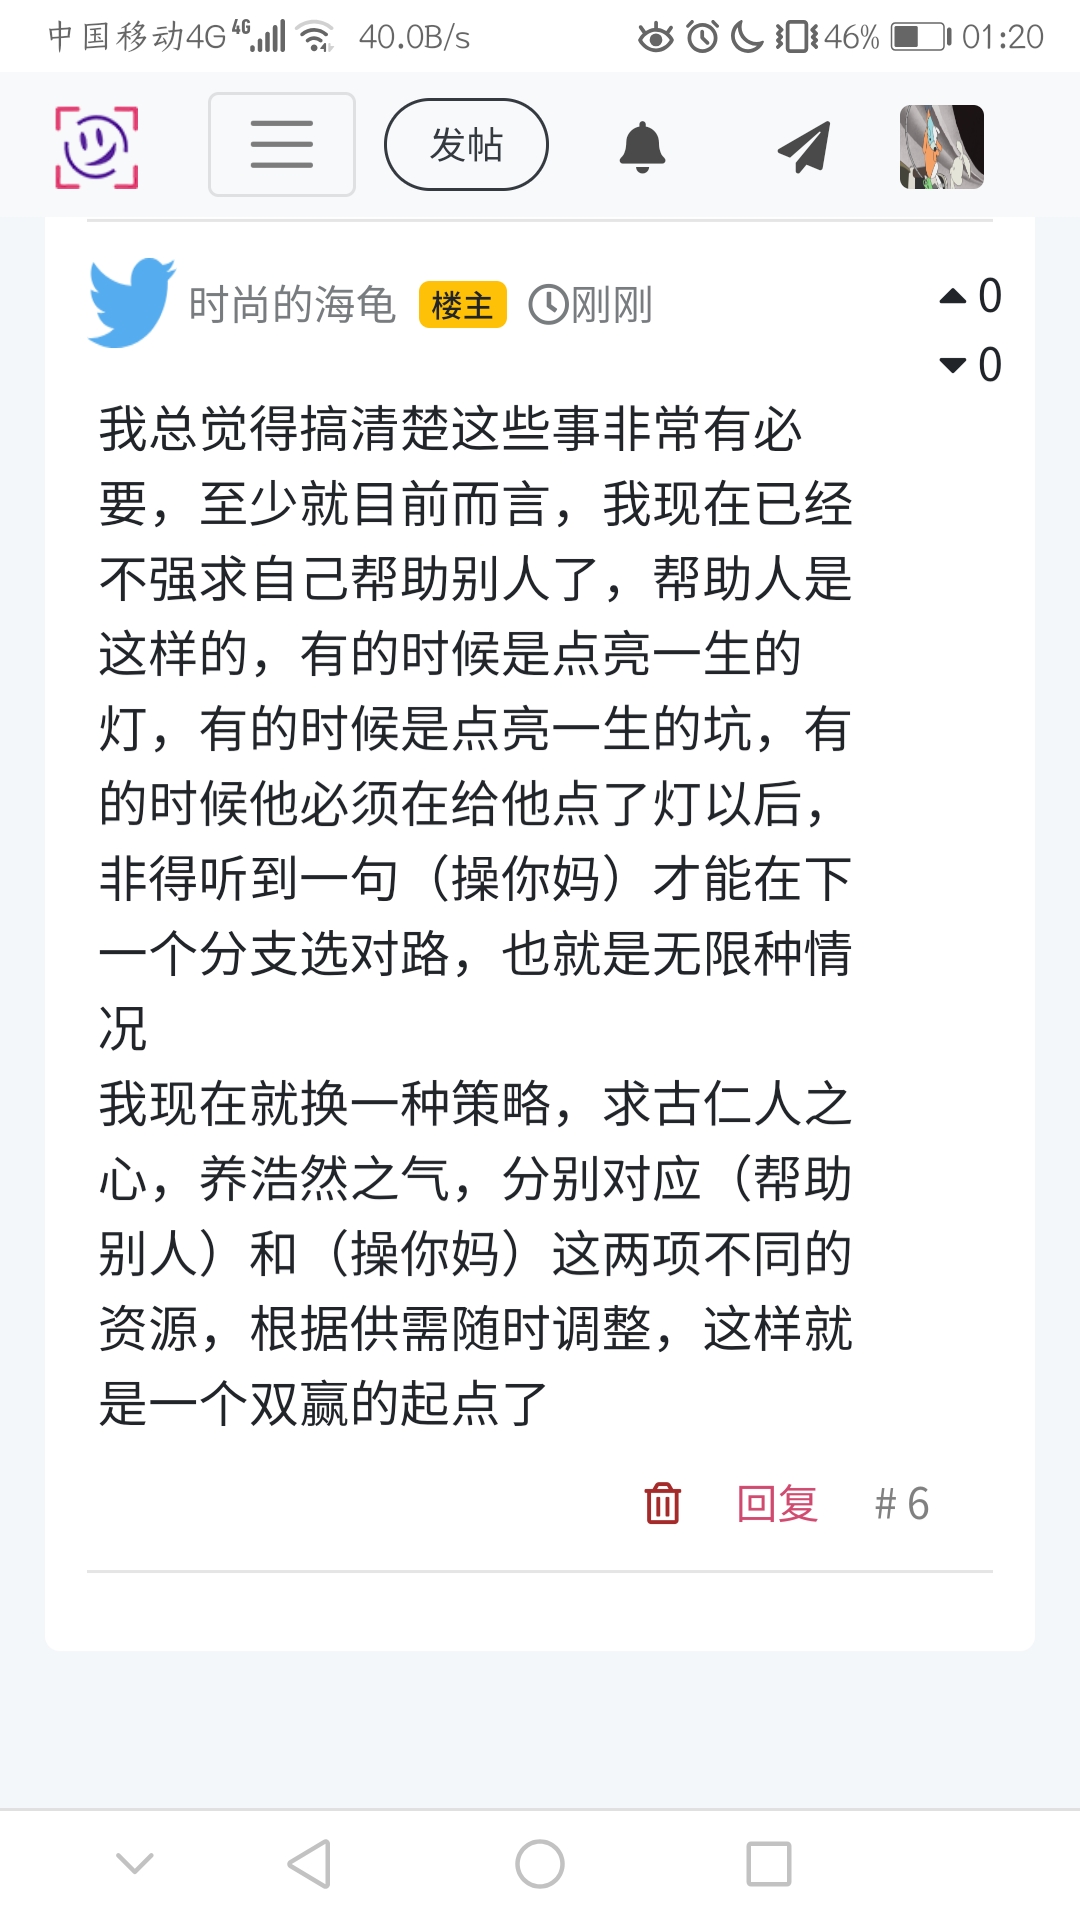 中国移动4G 4G 40.0B/s 46% 01:20
发帖
时尚的海龟 楼主 刚刚
0
0
我总觉得搞清楚这些事非常有必
要，至少就目前而言，我现在已经
不强求自己帮助别人了，帮助人是
这样的，有的时候是点亮一生的
灯，有的时候是点亮一生的坑，有
的时候他必须在给他点了灯以后，
非得听到一句（操你妈）才能在下
一个分支选对路，也就是无限种情
况
我现在就换一种策略，求古仁人之
心，养浩然之气，分别对应（帮助
别人）和（操你妈）这两项不同的
资源，根据供需随时调整，这样就
是一个双赢的起点了
回复 # 6